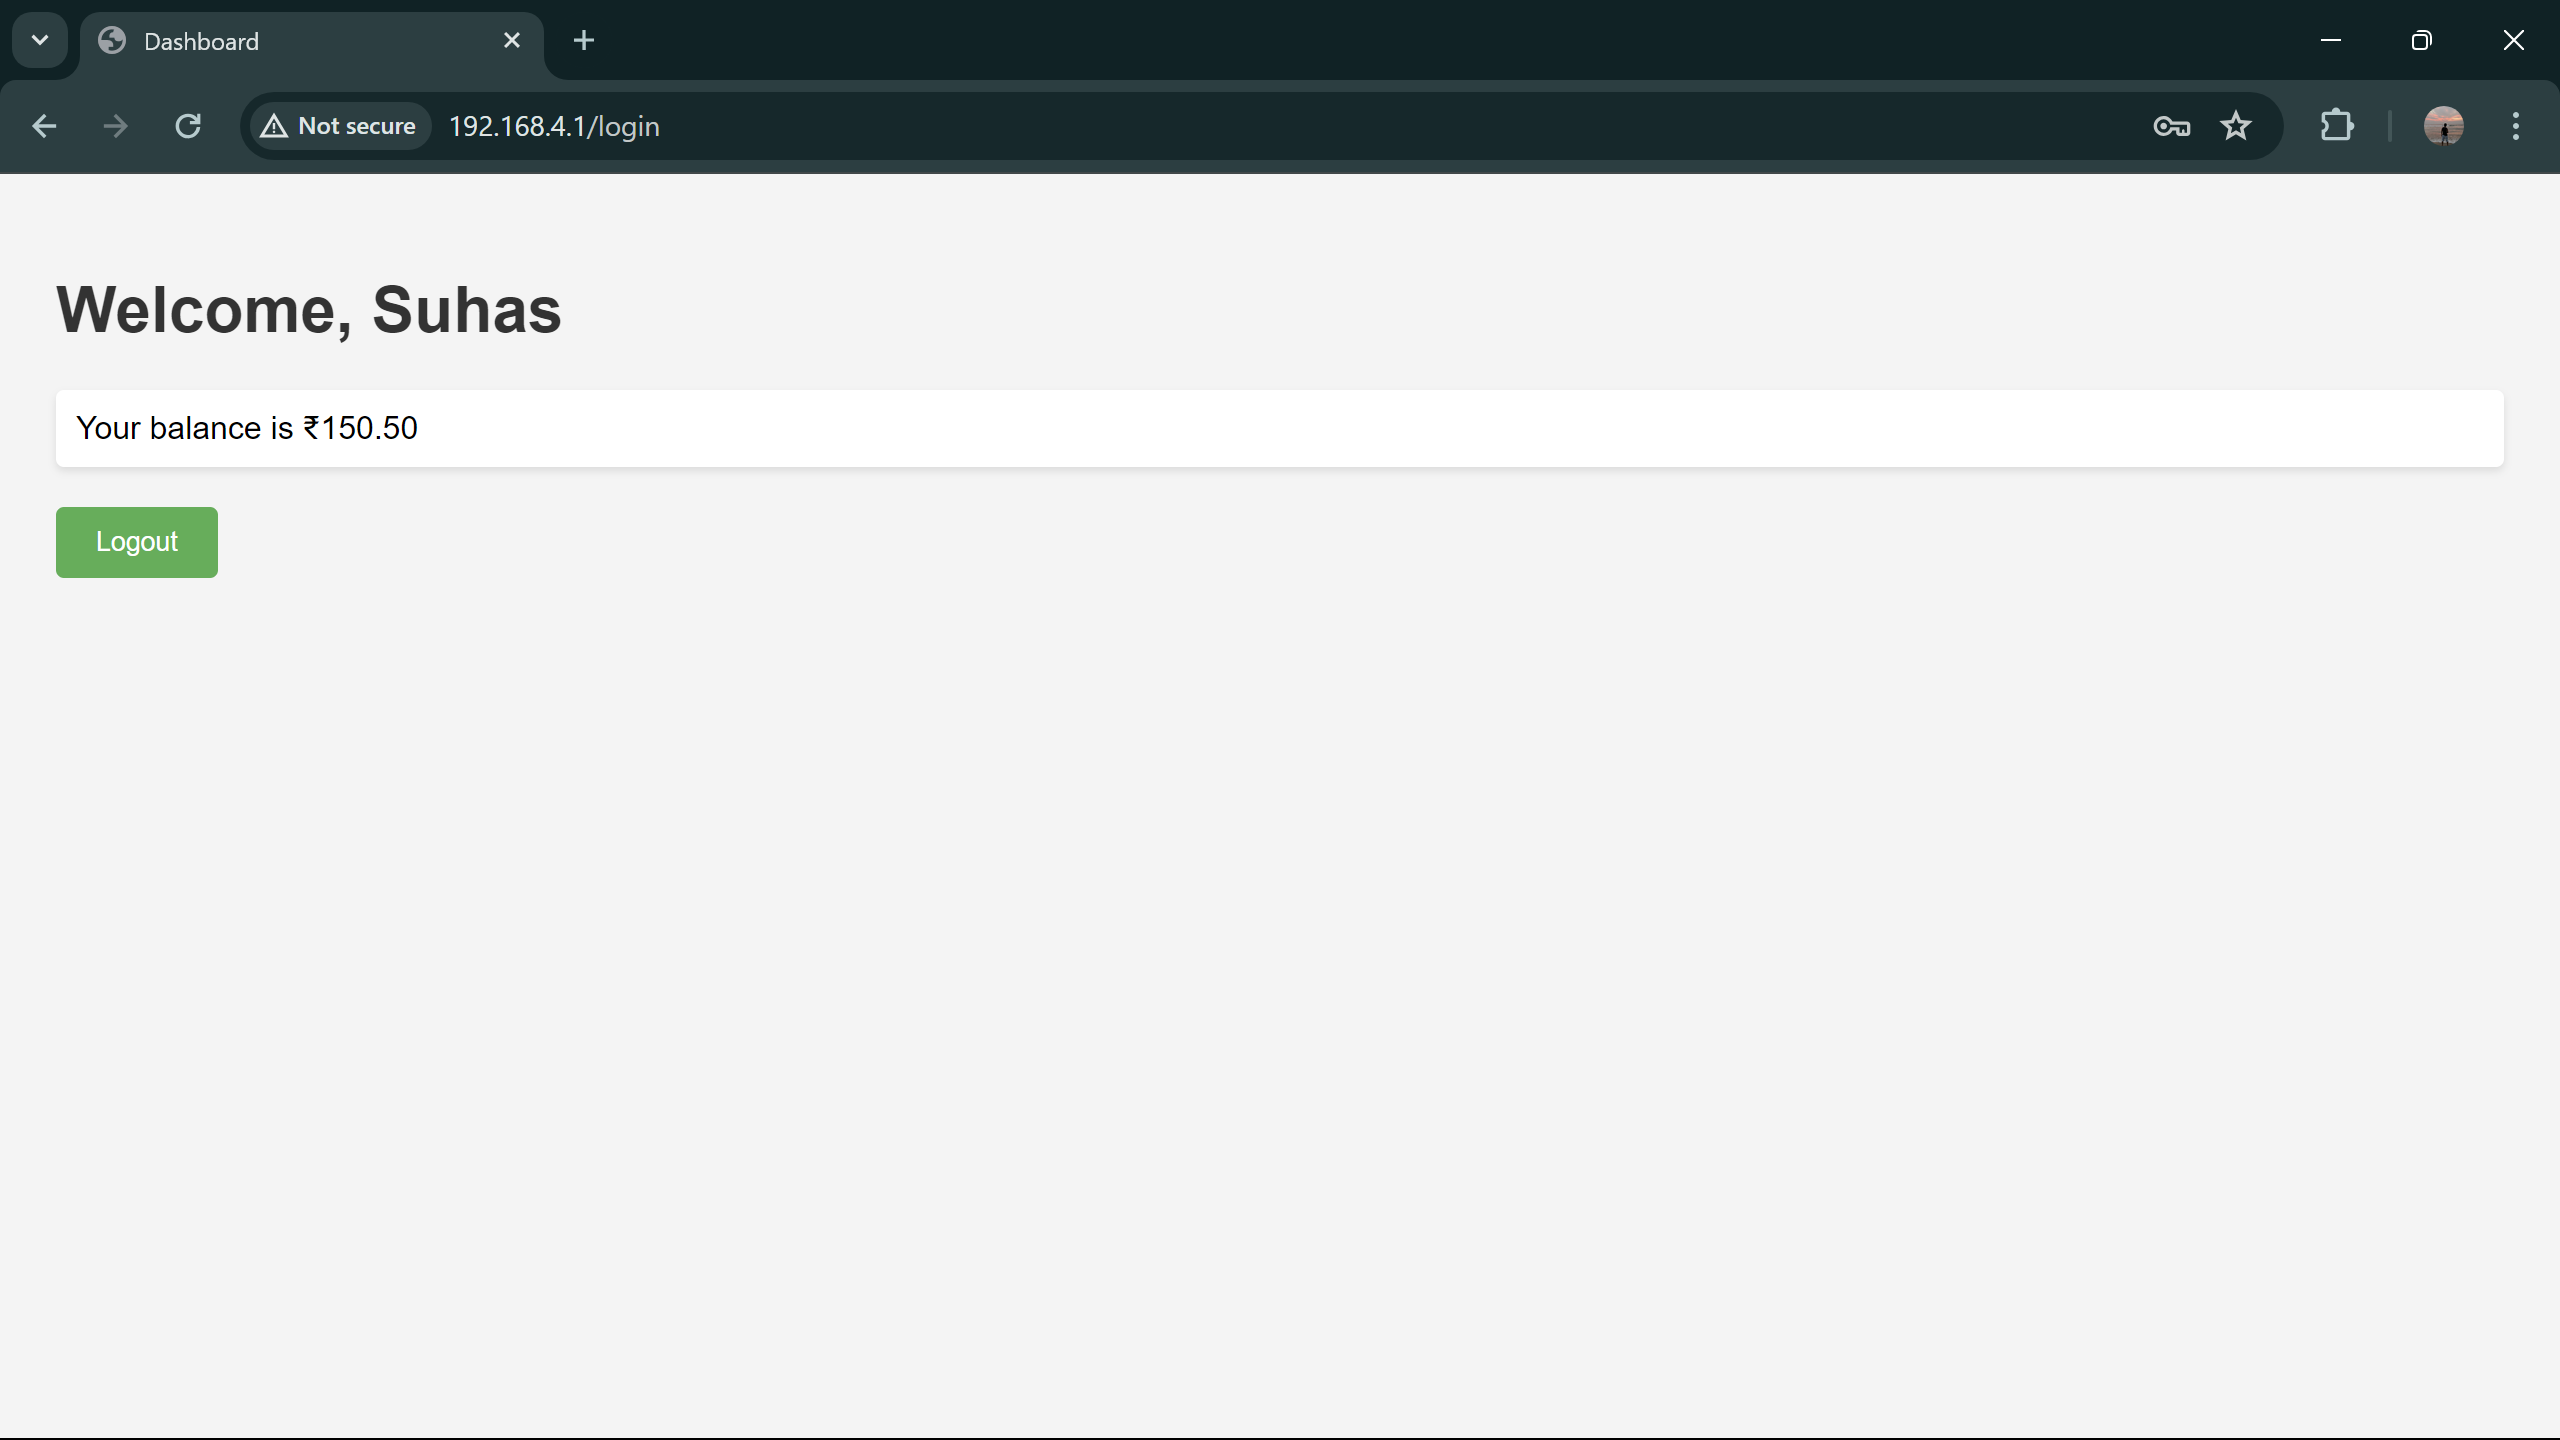 Dashboard
Not secure
192.168.4.1/login
Welcome, Suhas
Your balance is ₹150.50
Logout